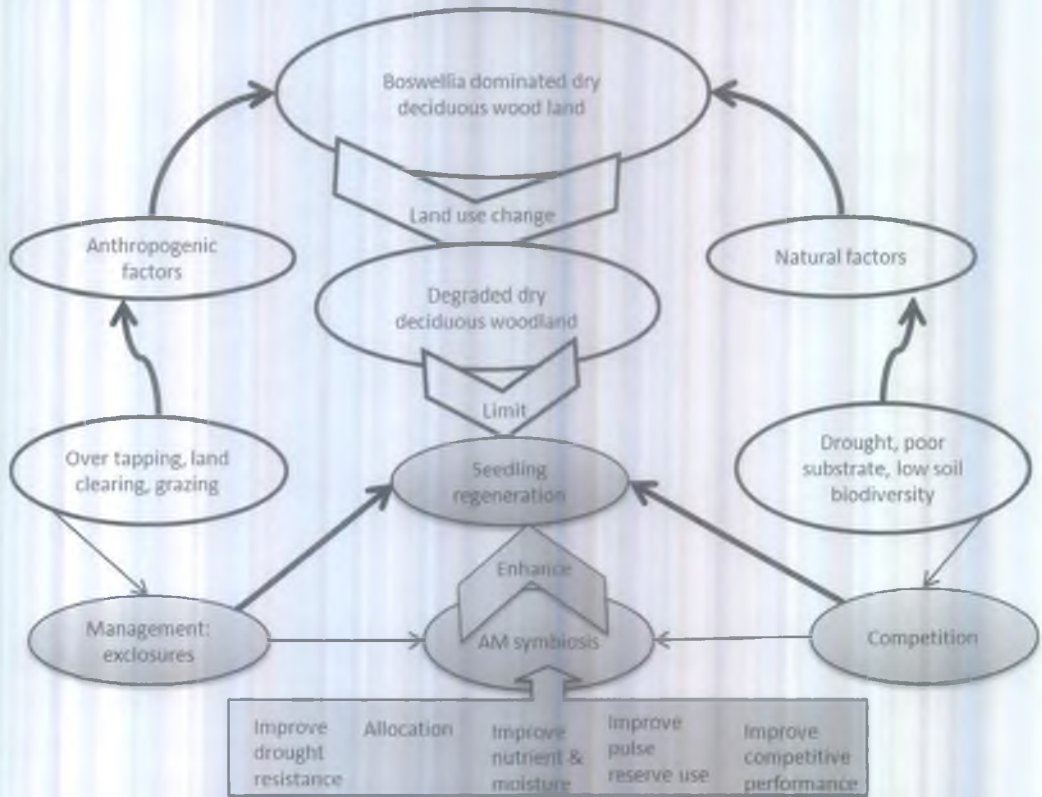 Boswellia dominated dry
deciduous wood land
Land use change
Anthropogenic
factors
Natural factors
Degraded dry
deciduous woodland
Limit
Over tapping, land
clearing, grazing
Drought, poor
substrate, low soil
biodiversity
Seedling
regeneration
Enhance
Management:
exclosures
AM symbiosis
Competition
Improve
drought
resistance
Allocation
Improve
nutrient &
moisture
Improve
pulse
reserve use
Improve
competitive
performance